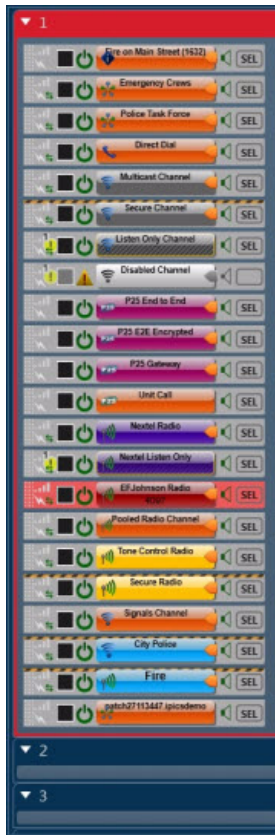 1
Fire on Main Street (1632)
SEL
Emergency Crews
SEL
Police Task Force
SEL
Direct Dial
SEL
Multicast Channel
SEL
Secure Channel
SEL
Listen Only Channel
SEL
Disabled Channel
P25 End to End
SEL
P25 E2E Encrypted
SEL
P25 Gateway
SEL
Unit Call
SEL
Nextel Radio
SEL
Nextel Listen Only
SEL
EFJohnson Radio
SEL
Pooled Radio Channel
SEL
Tone Control Radio
SEL
Secure Radio
SEL
Signals Channel
SEL
City Police
SEL
Fire
SEL
patch27113447.ipicsdemo
SEL
2
3